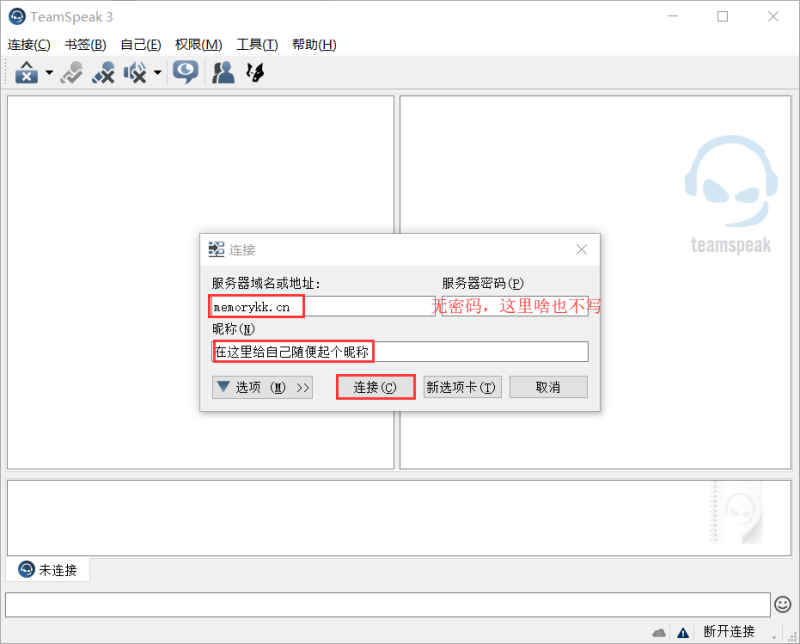 TeamSpeak 3
连接(C) 书签(B) 自己(E) 权限(M) 工具(T) 帮助(H)
teamspeak
连接
服务器域名或地址: 服务器密码(P)
memorykk.cn 无密码，这里啥也不写
昵称(N)
在这里给自己随便起个昵称
选项 (M) >> 连接(C) 新选项卡(T) 取消
未连接
断开连接